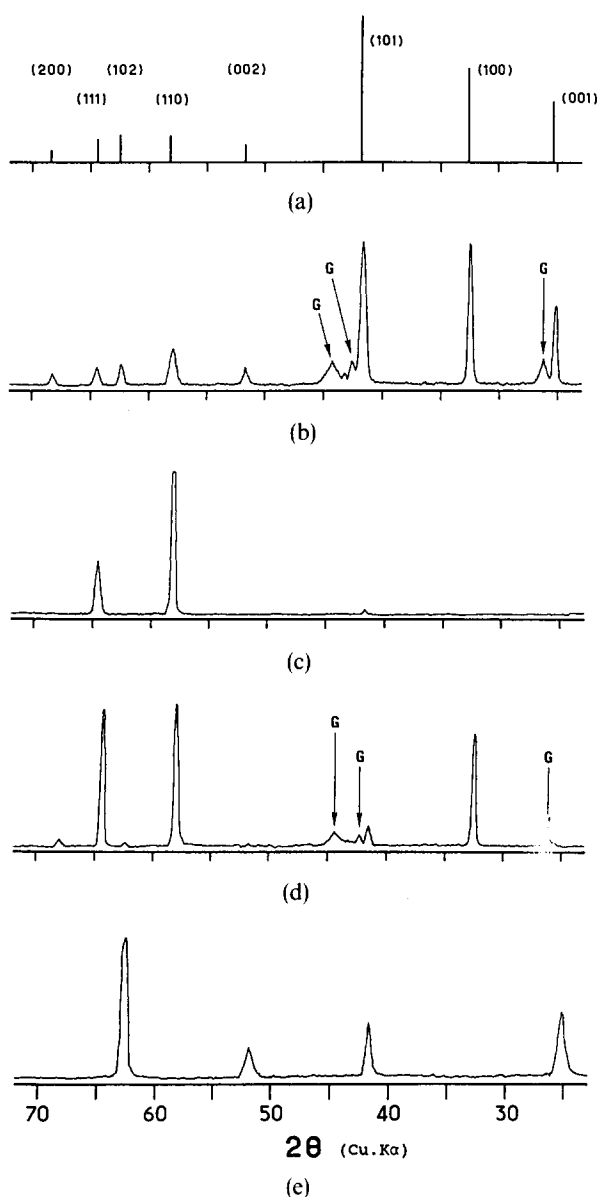 (101)
(200) (102) (002) (100)
(111) (110) (001)
(a)
G
G G
(b)
(c)
G
G G
(d)
70 60 50 40 30
2θ (Cu.Kα)
(e)